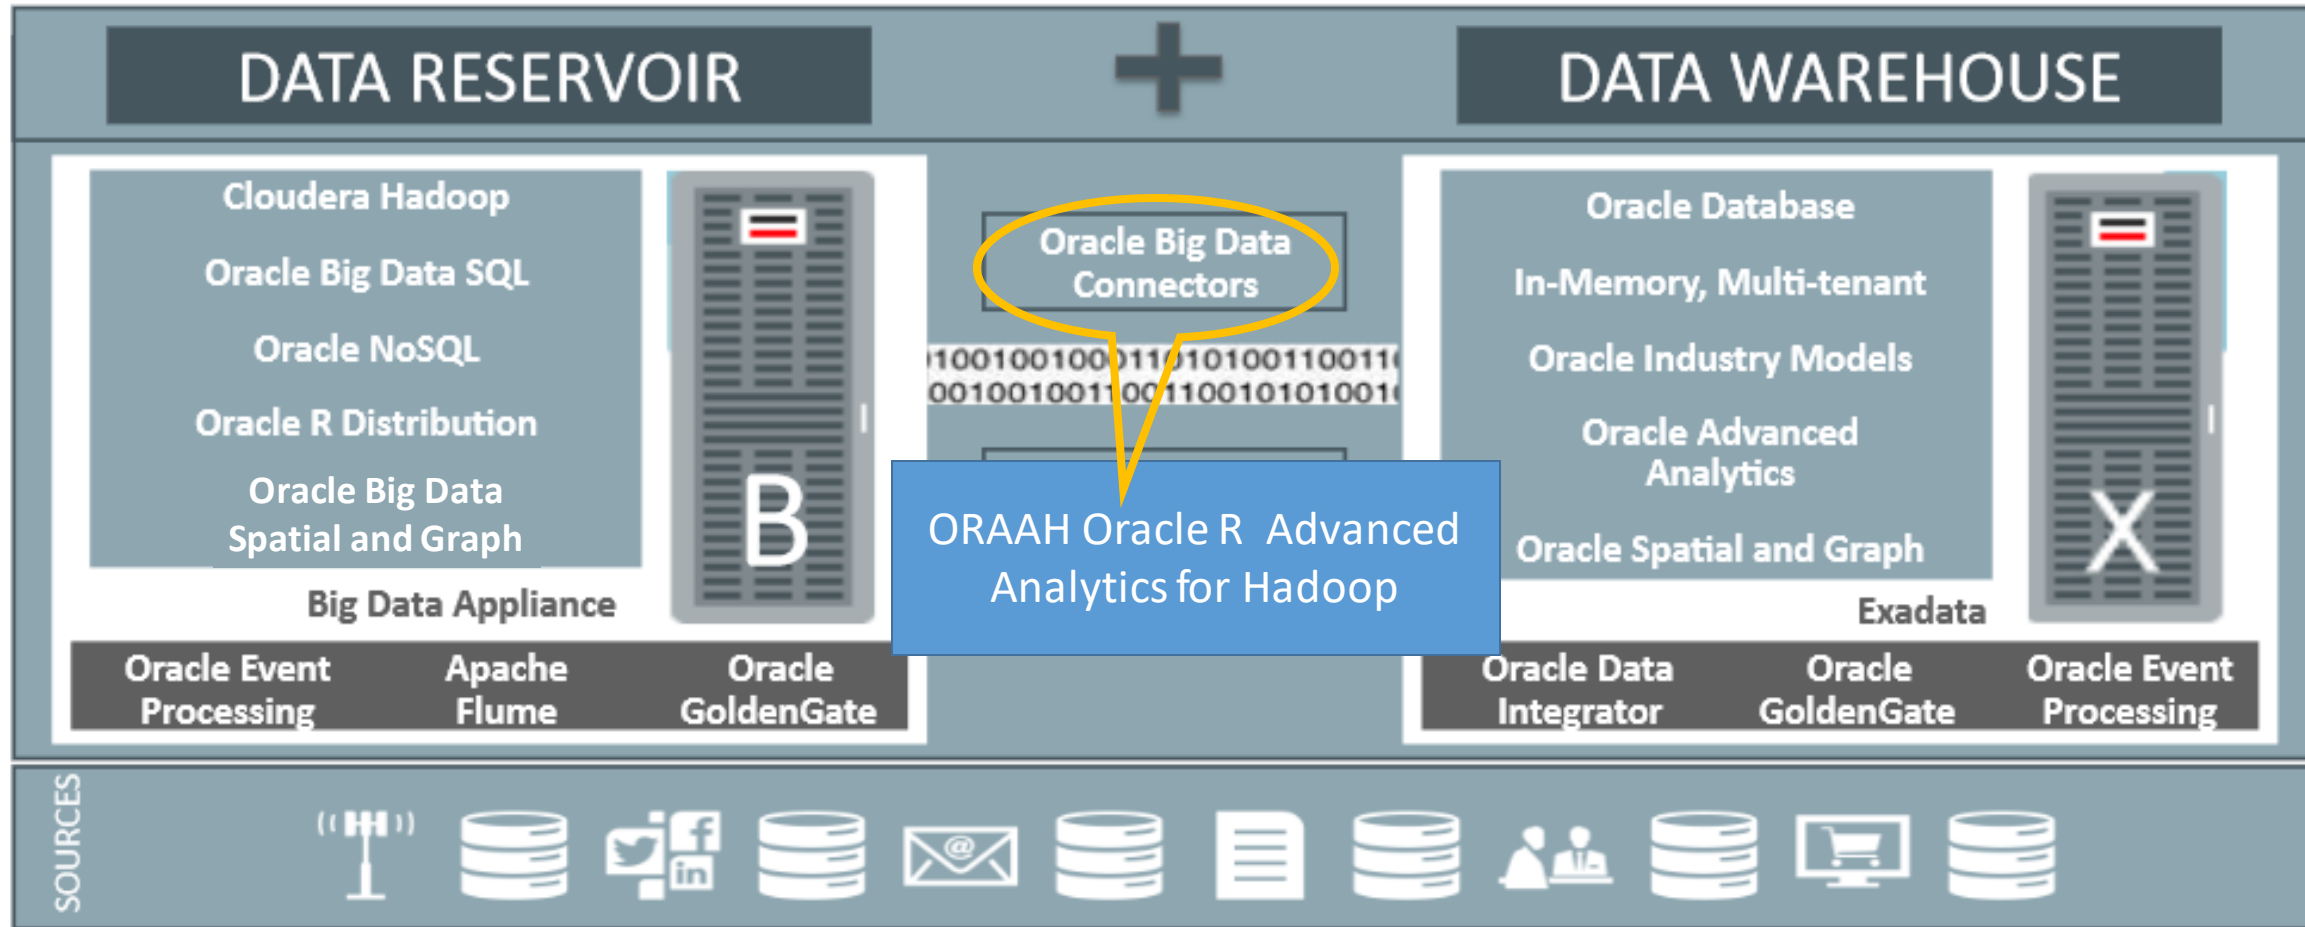 DATA RESERVOIR
DATA WAREHOUSE
Cloudera Hadoop
Oracle Big Data SQL
Oracle NoSQL
Oracle R Distribution
Oracle Big Data
Spatial and Graph
B
Big Data Appliance
Oracle Event
Processing
Apache
Flume
Oracle
GoldenGate
Oracle Big Data
Connectors
ORAAH Oracle R Advanced
Analytics for Hadoop
Oracle Database
In-Memory, Multi-tenant
Oracle Industry Models
Oracle Advanced
Analytics
Oracle Spatial and Graph
X
Exadata
Oracle Data
Integrator
Oracle
GoldenGate
Oracle Event
Processing
SOURCES
f
in
@